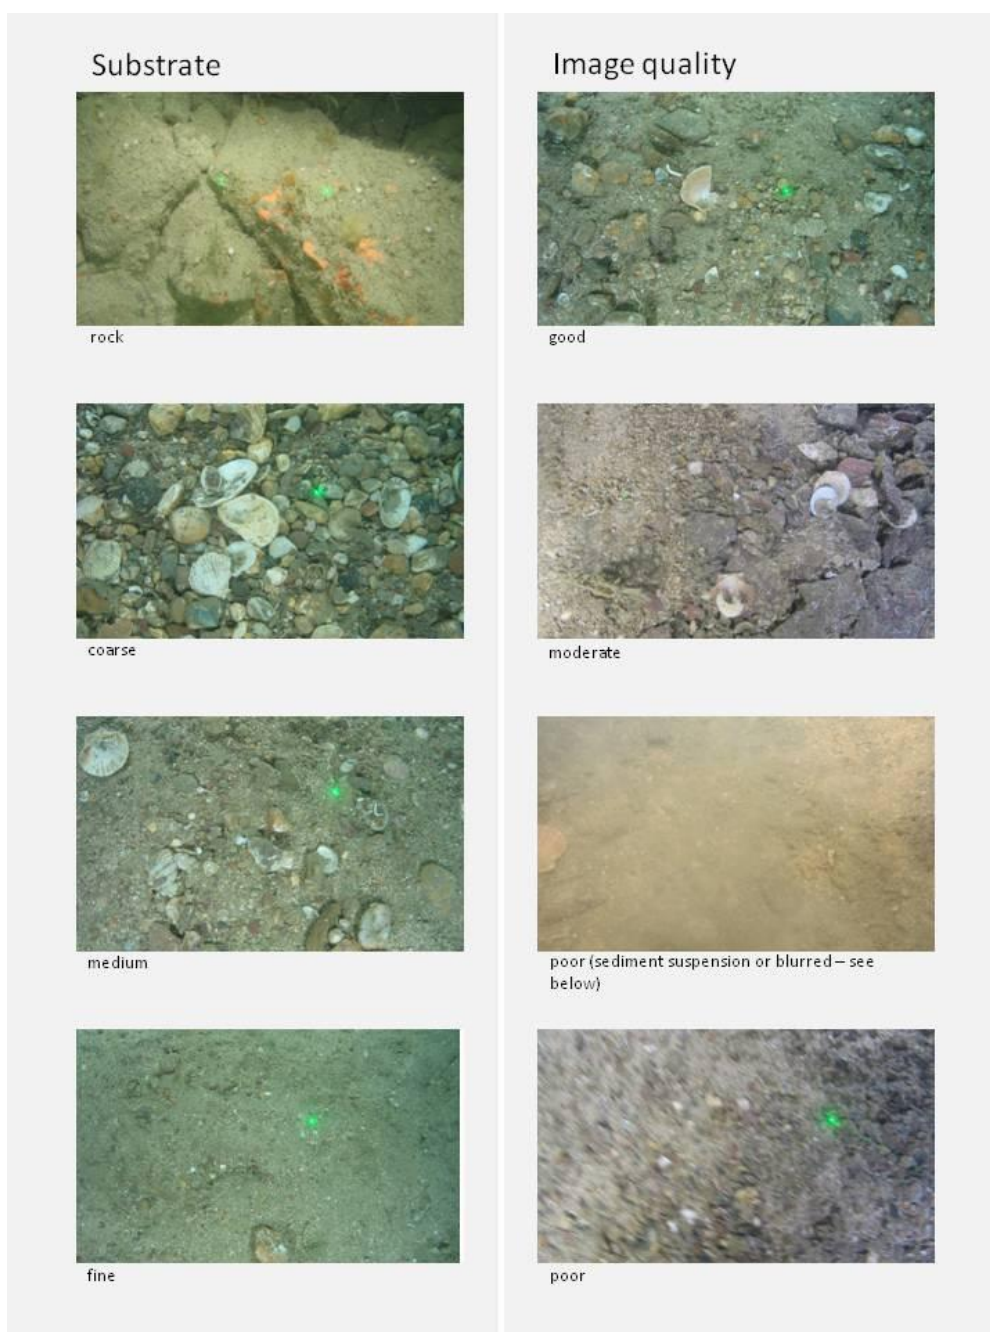 Substrate
rock
coarse
medium
fine
Image quality
good
moderate
poor (sediment suspension or blurred – see
below)
poor